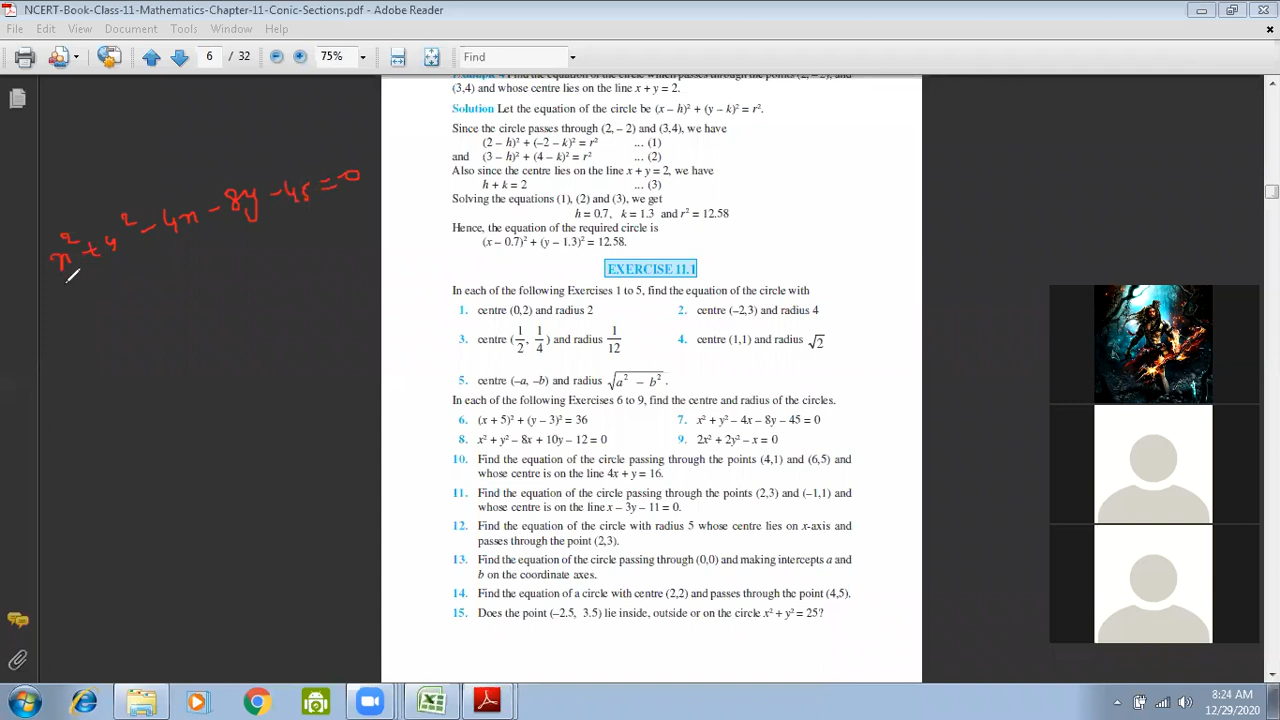 NCERT-Book-Class-11-Mathematics-Chapter-11-Conic-Sections.pdf - Adobe Reader
File Edit View Document Tools Window Help
6 / 32 75% Find
(3,4) and whose centre lies on the line x + y = 2.
Solution Let the equation of the circle be (x – h)² + (y – k)² = r².
Since the circle passes through (2, – 2) and (3,4), we have
(2 – h)² + (–2 – k)² = r² ... (1)
and (3 – h)² + (4 – k)² = r² ... (2)
Also since the centre lies on the line x + y = 2, we have
h + k = 2 ... (3)
Solving the equations (1), (2) and (3), we get
h = 0.7, k = 1.3 and r² = 12.58
Hence, the equation of the required circle is
(x – 0.7)² + (y – 1.3)² = 12.58.
x² + y² - 4x - 8y - 45 = 0
EXERCISE 11.1
In each of the following Exercises 1 to 5, find the equation of the circle with
1. centre (0,2) and radius 2 2. centre (–2,3) and radius 4
3. centre (1/2, 1/4) and radius 1/12 4. centre (1,1) and radius √2
5. centre (–a, –b) and radius √(a² – b²).
In each of the following Exercises 6 to 9, find the centre and radius of the circles.
6. (x + 5)² + (y – 3)² = 36 7. x² + y² – 4x – 8y – 45 = 0
8. x² + y² – 8x + 10y – 12 = 0 9. 2x² + 2y² – x = 0
10. Find the equation of the circle passing through the points (4,1) and (6,5) and
whose centre is on the line 4x + y = 16.
11. Find the equation of the circle passing through the points (2,3) and (–1,1) and
whose centre is on the line x – 3y – 11 = 0.
12. Find the equation of the circle with radius 5 whose centre lies on x-axis and
passes through the point (2,3).
13. Find the equation of the circle passing through (0,0) and making intercepts a and
b on the coordinate axes.
14. Find the equation of a circle with centre (2,2) and passes through the point (4,5).
15. Does the point (–2.5, 3.5) lie inside, outside or on the circle x² + y² = 25?
8:24 AM
12/29/2020